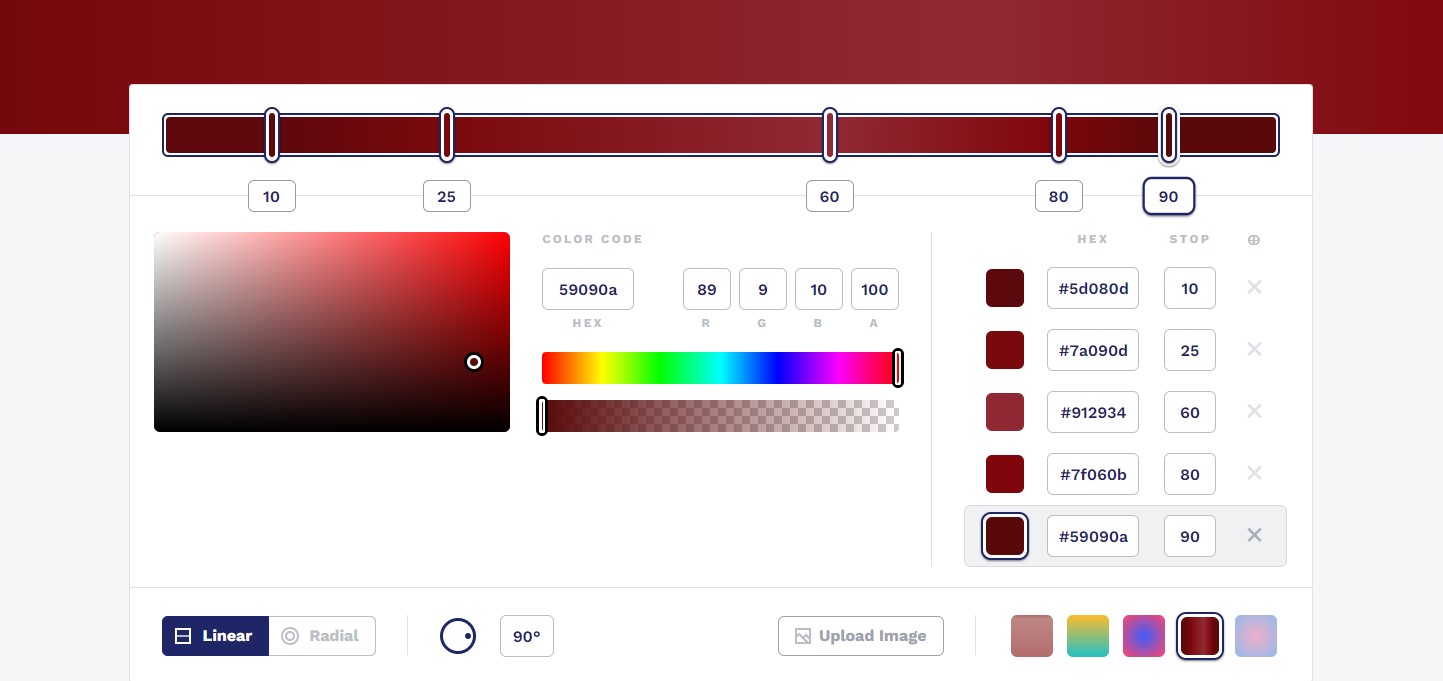 10 25 60 80 90
COLOR CODE
59090a 89 9 10 100
HEX R G B A
HEX STOP
#5d080d 10
#7a090d 25
#912934 60
#7f060b 80
#59090a 90
Linear Radial 90° Upload Image